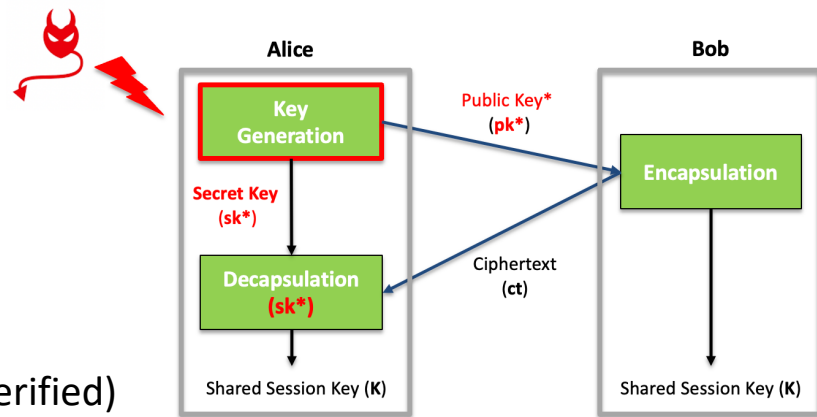 Alice
Bob
Key
Generation
Public Key*
(pk*)
Encapsulation
Secret Key
(sk*)
Decapsulation
(sk*)
Ciphertext
(ct)
Shared Session Key (K)
Shared Session Key (K)
erified)